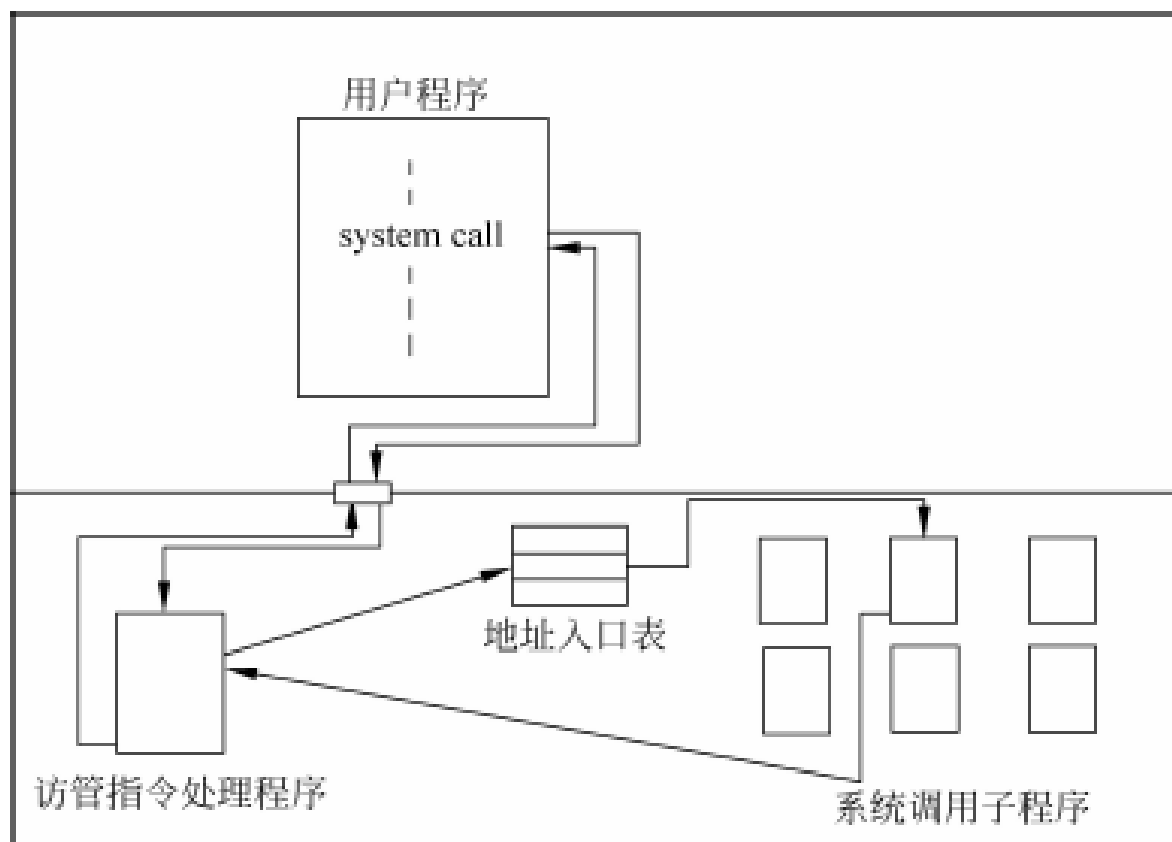 用户程序
system call
地址入口表
访管指令处理程序
系统调用子程序